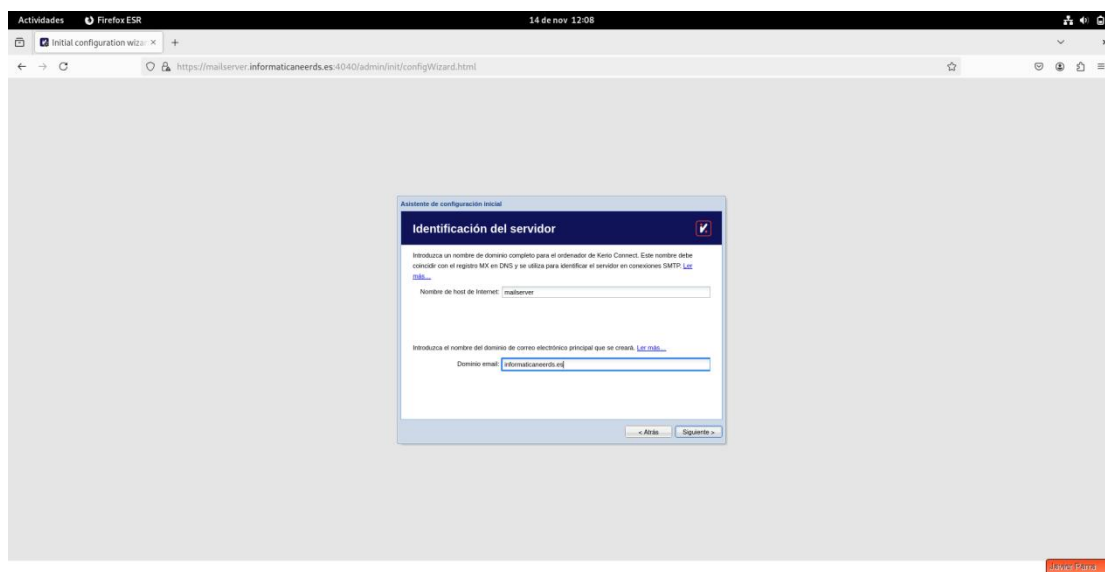 Actividades Firefox ESR 14 de nov 12:08
Initial configuration wiza × +
https://mailserver.informaticaneerds.es:4040/admin/init/configWizard.html
Asistente de configuración inicial
Identificación del servidor
Introduzca un nombre de dominio completo para el ordenador de Kerio Connect. Este nombre debe
coincidir con el registro MX en DNS y se utiliza para identificar el servidor en conexiones SMTP. Ler
más...
Nombre de host de Internet: mailserver
Introduzca el nombre del dominio de correo electrónico principal que se creará. Ler más...
Dominio email: informaticaneerds.es
< Atrás Siguiente >
Javier Parra